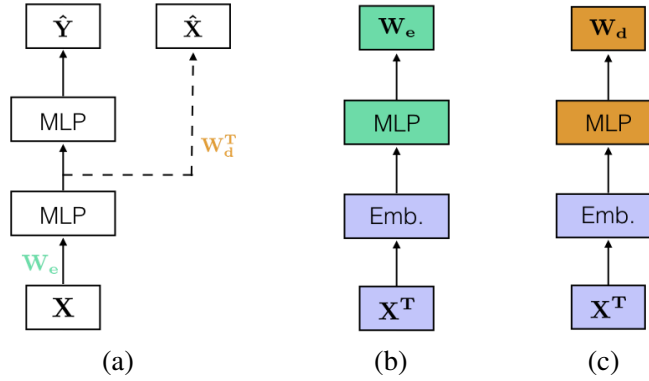 Ŷ X̂ W_e W_d
MLP MLP MLP
W_d^T
MLP Emb. Emb.
W_e
X X^T X^T
(a) (b) (c)